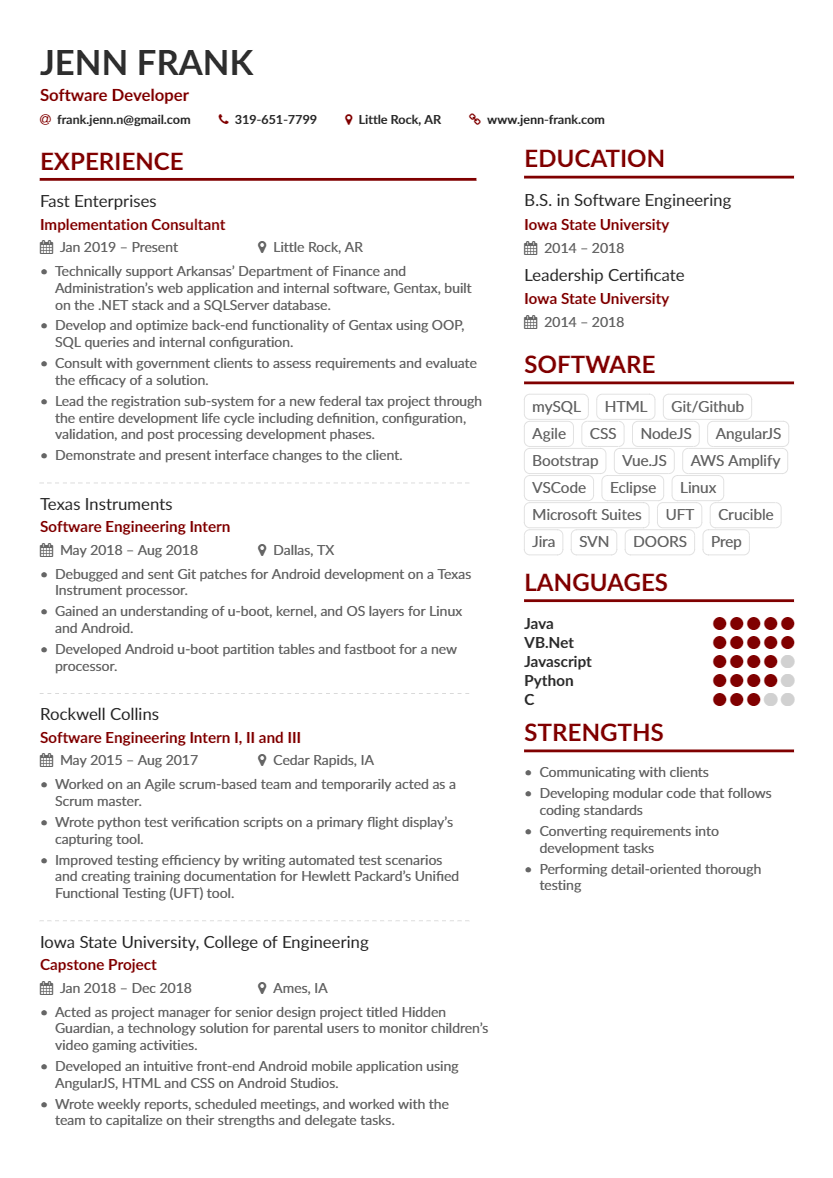 JENN FRANK
Software Developer
@ frank.jenn.n@gmail.com 319-651-7799 Little Rock, AR www.jenn-frank.com
EXPERIENCE
Fast Enterprises
Implementation Consultant
Jan 2019 – Present Little Rock, AR
• Technically support Arkansas' Department of Finance and
Administration's web application and internal software, Gentax, built
on the .NET stack and a SQLServer database.
• Develop and optimize back-end functionality of Gentax using OOP,
SQL queries and internal configuration.
• Consult with government clients to assess requirements and evaluate
the efficacy of a solution.
• Lead the registration sub-system for a new federal tax project through
the entire development life cycle including definition, configuration,
validation, and post processing development phases.
• Demonstrate and present interface changes to the client.
Texas Instruments
Software Engineering Intern
May 2018 – Aug 2018 Dallas, TX
• Debugged and sent Git patches for Android development on a Texas
Instrument processor.
• Gained an understanding of u-boot, kernel, and OS layers for Linux
and Android.
• Developed Android u-boot partition tables and fastboot for a new
processor.
Rockwell Collins
Software Engineering Intern I, II and III
May 2015 – Aug 2017 Cedar Rapids, IA
• Worked on an Agile scrum-based team and temporarily acted as a
Scrum master.
• Wrote python test verification scripts on a primary flight display's
capturing tool.
• Improved testing efficiency by writing automated test scenarios
and creating training documentation for Hewlett Packard's Unified
Functional Testing (UFT) tool.
Iowa State University, College of Engineering
Capstone Project
Jan 2018 – Dec 2018 Ames, IA
• Acted as project manager for senior design project titled Hidden
Guardian, a technology solution for parental users to monitor children's
video gaming activities.
• Developed an intuitive front-end Android mobile application using
AngularJS, HTML and CSS on Android Studios.
• Wrote weekly reports, scheduled meetings, and worked with the
team to capitalize on their strengths and delegate tasks.
EDUCATION
B.S. in Software Engineering
Iowa State University
2014 – 2018
Leadership Certificate
Iowa State University
2014 – 2018
SOFTWARE
mySQL HTML Git/Github
Agile CSS NodeJS AngularJS
Bootstrap Vue.JS AWS Amplify
VSCode Eclipse Linux
Microsoft Suites UFT Crucible
Jira SVN DOORS Prep
LANGUAGES
Java
VB.Net
Javascript
Python
C
STRENGTHS
• Communicating with clients
• Developing modular code that follows
coding standards
• Converting requirements into
development tasks
• Performing detail-oriented thorough
testing